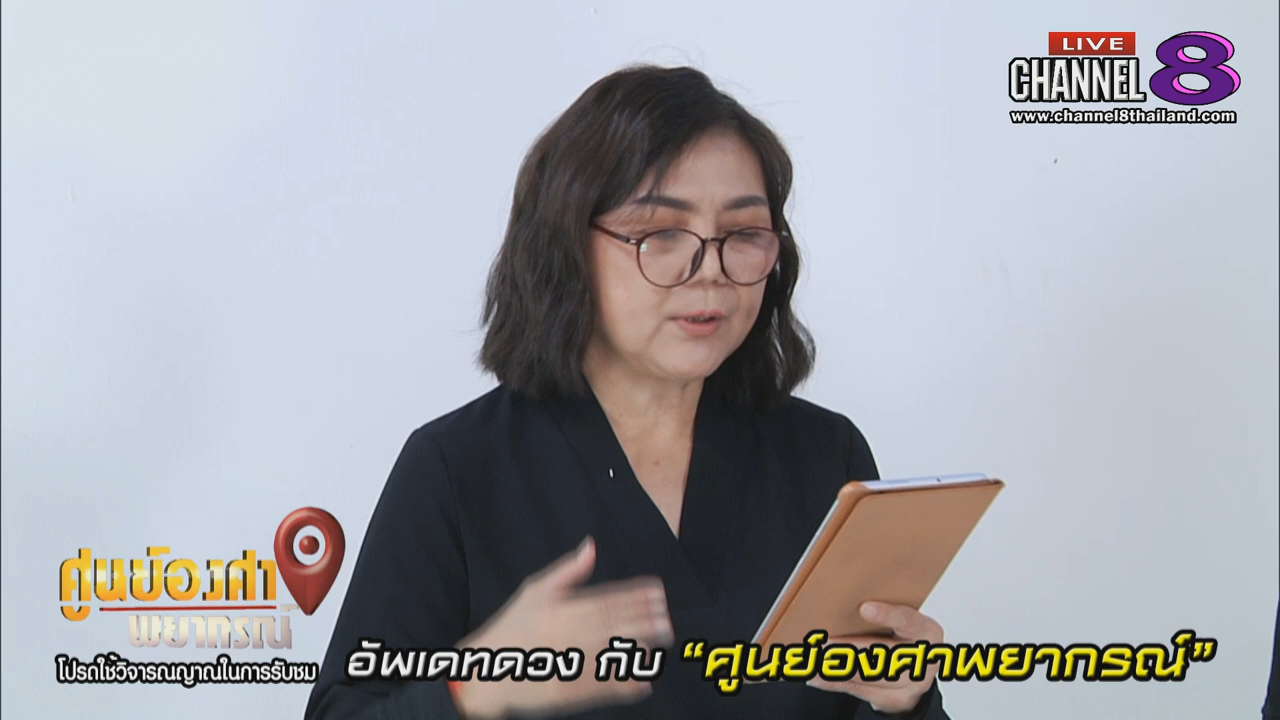 LIVE
CHANNEL 8
www.channel8thailand.com
ศูนย์องศา
พยากรณ์
โปรดใช้วิจารณญาณในการรับชม
อัพเดทดวง กับ “ศูนย์องศาพยากรณ์”